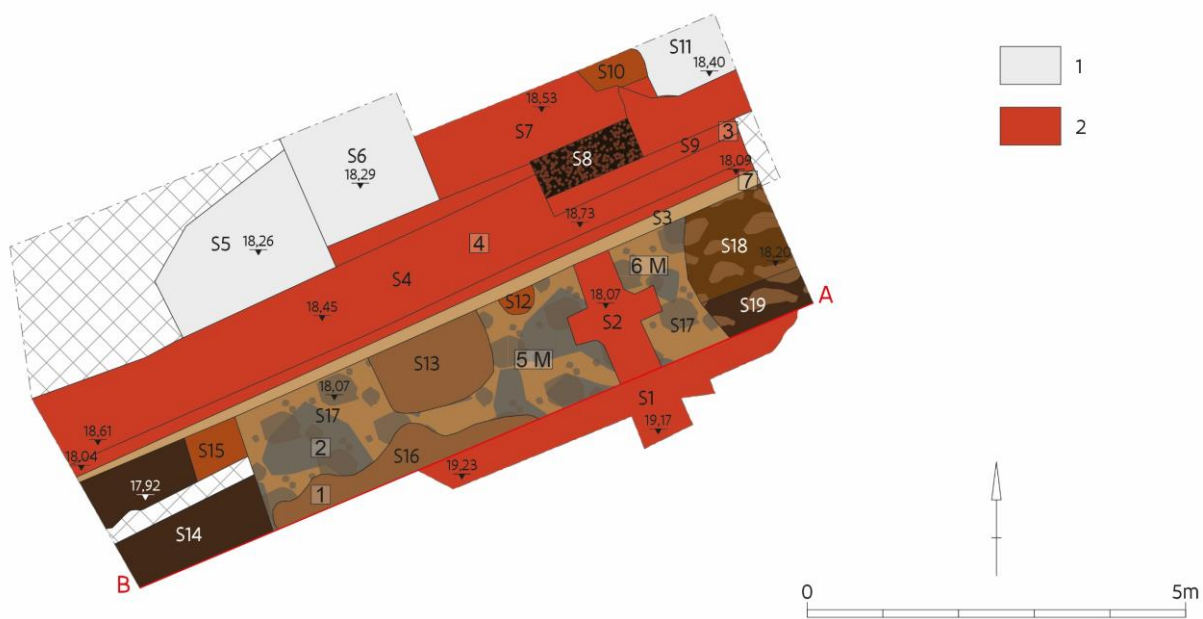 S11
18,40
1
S10
18,53
S7
2
S6
S8
S9
3
18,29
18,09
7
S5
18,26
4
18,73
S3
S18
S4
6 M
18,20
S12
18,07
A
18,45
S2
S17
S19
S13
5 M
18,07
S17
S1
18,61
S15
2
S16
19,17
18,04
19,23
17,92
1
S14
B
0
5m